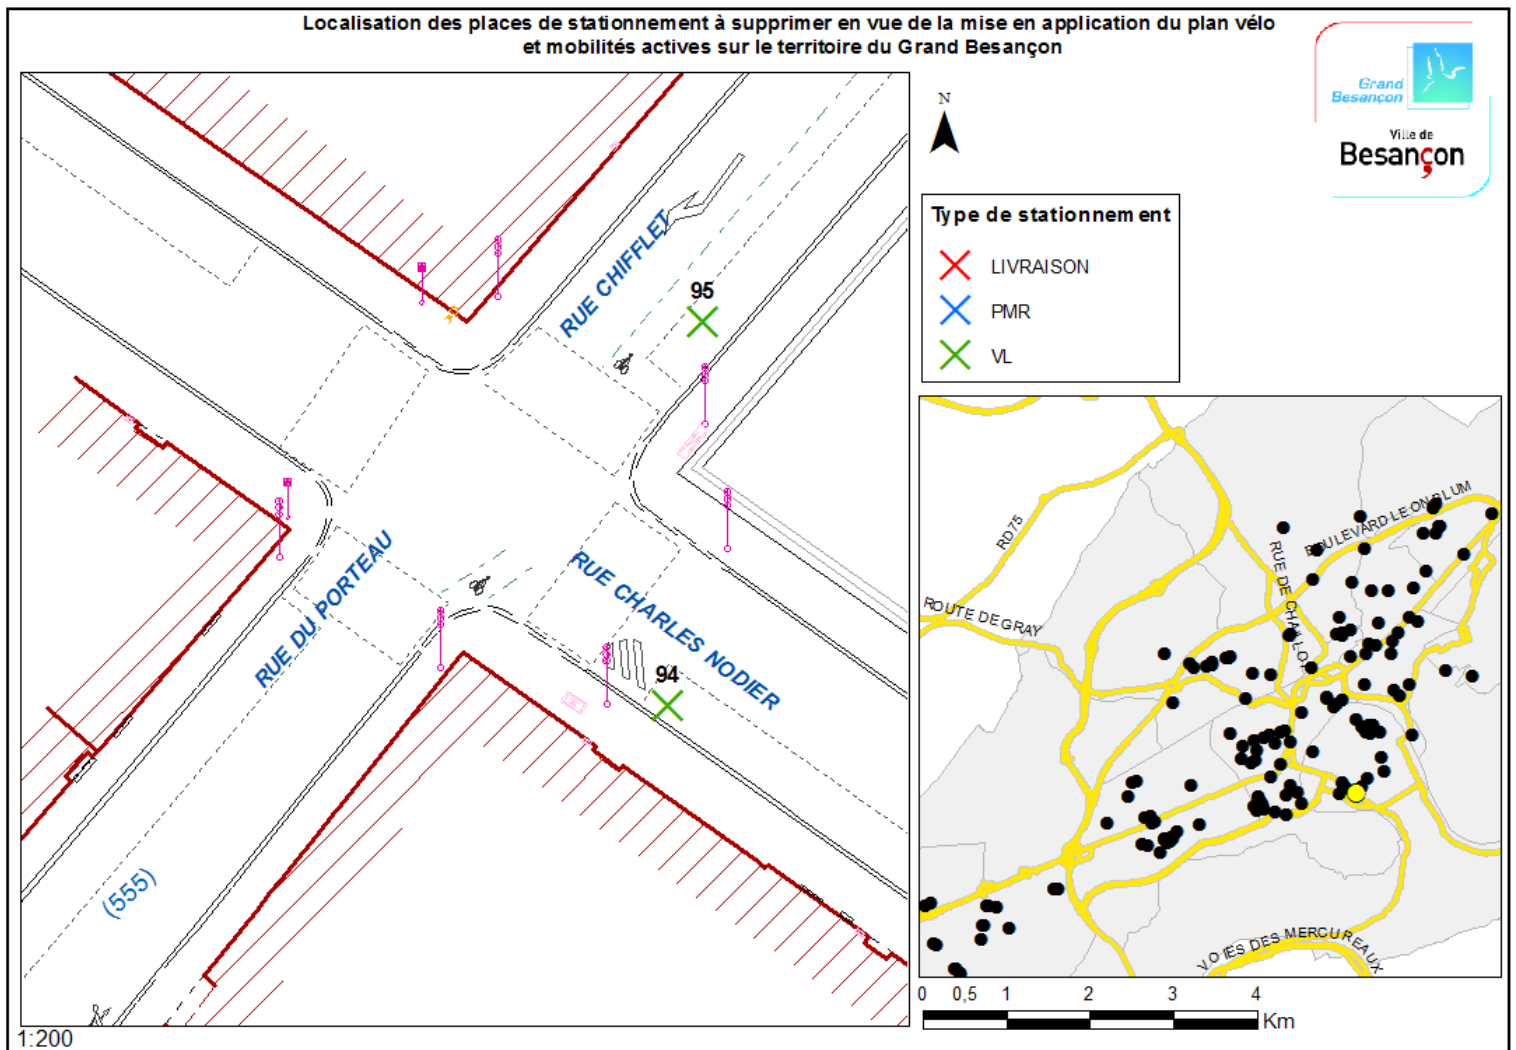 Localisation des places de stationnement à supprimer en vue de la mise en application du plan vélo
et mobilités actives sur le territoire du Grand Besançon
Grand
Besançon
Ville de
Besançon
N
Type de stationnement
LIVRAISON
PMR
VL
RUE CHIFFLET
95
RUE DU PORTEAU
RUE CHARLES NODIER
94
(555)
1:200
BOULEVARD LEON BLUM
RD75
RUE DE CHAILLOT
ROUTE DE GRAY
VOIES DES MERCUREAUX
0 0,5 1 2 3 4
Km